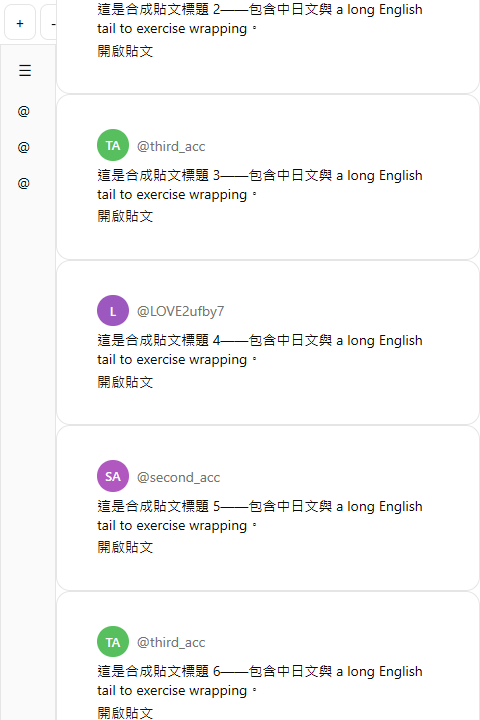 +
-
☰
@
@
@
這是合成貼文標題 2——包含中日文與 a long English
tail to exercise wrapping。
開啟貼文
TA
@third_acc
這是合成貼文標題 3——包含中日文與 a long English
tail to exercise wrapping。
開啟貼文
L
@LOVE2ufby7
這是合成貼文標題 4——包含中日文與 a long English
tail to exercise wrapping。
開啟貼文
SA
@second_acc
這是合成貼文標題 5——包含中日文與 a long English
tail to exercise wrapping。
開啟貼文
TA
@third_acc
這是合成貼文標題 6——包含中日文與 a long English
tail to exercise wrapping。
開啟貼文